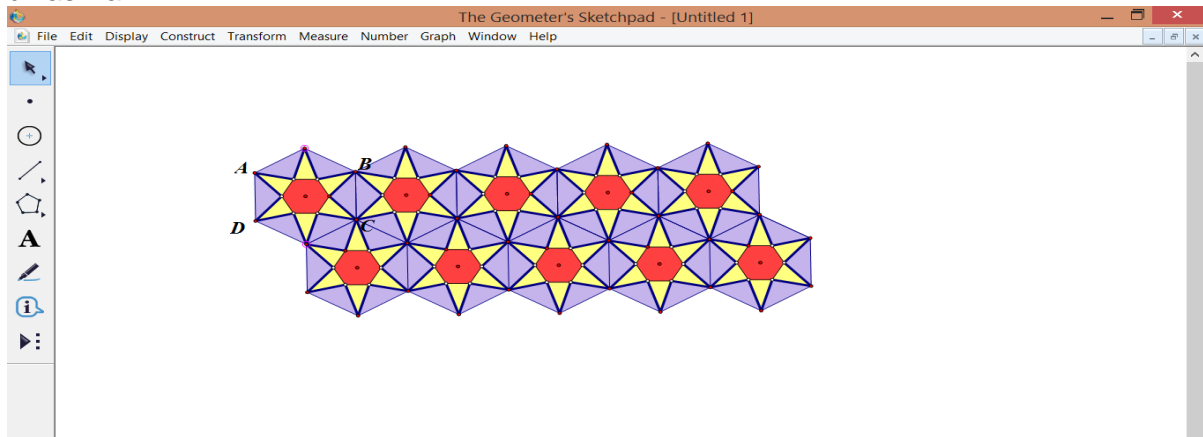 The Geometer's Sketchpad - [Untitled 1]
File Edit Display Construct Transform Measure Number Graph Window Help
A
B
D
C
A